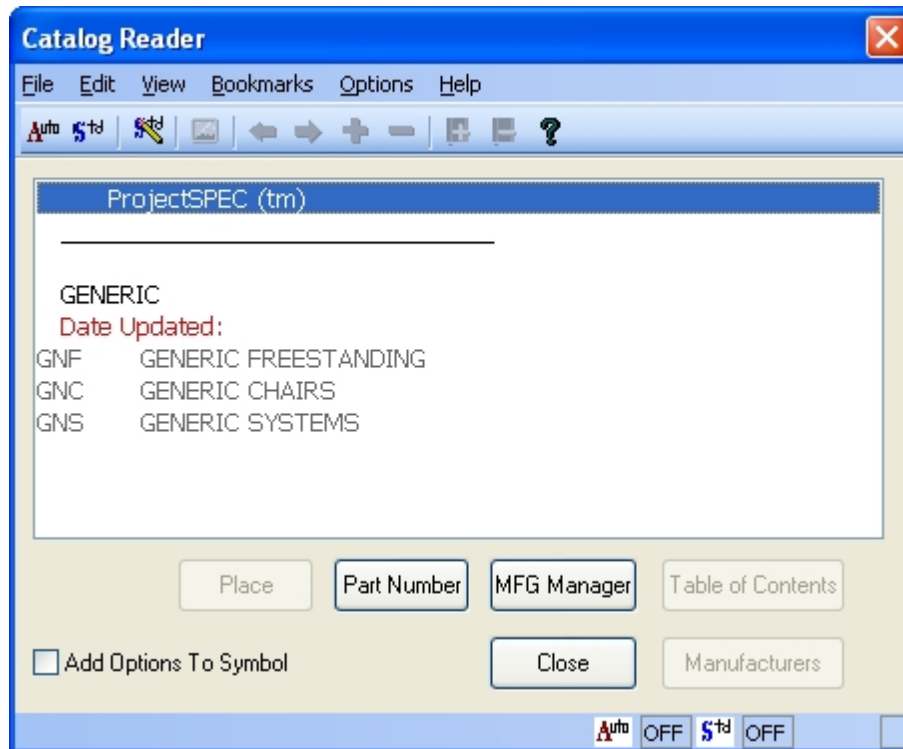 Catalog Reader
File Edit View Bookmarks Options Help
Auto Std Std ?
ProjectSPEC (tm)
GENERIC
Date Updated:
GNF GENERIC FREESTANDING
GNC GENERIC CHAIRS
GNS GENERIC SYSTEMS
Place Part Number MFG Manager Table of Contents
Add Options To Symbol Close Manufacturers
Auto OFF Std OFF